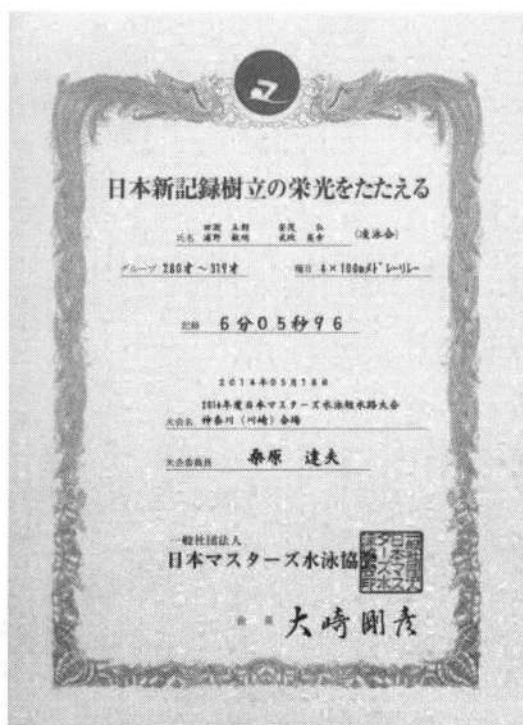 日本新記録樹立の栄光をたたえる
氏名
(湧泳会)
グループ 280才～319才 種目 4×100mメドレーリレー
記録 6分05秒96
2014年05月18日
2014年度日本マスターズ水泳短水路大会
大会名 神奈川(川崎)会場
大会委員長 桑原 達夫
一般社団法人
日本マスターズ水泳協会
会長 大崎剛彦